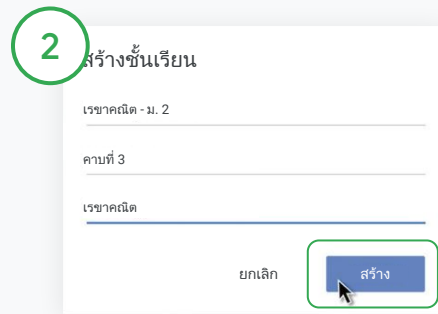 2
สร้างชั้นเรียน
เรขาคณิต - ม. 2
คาบที่ 3
เรขาคณิต
ยกเลิก สร้าง